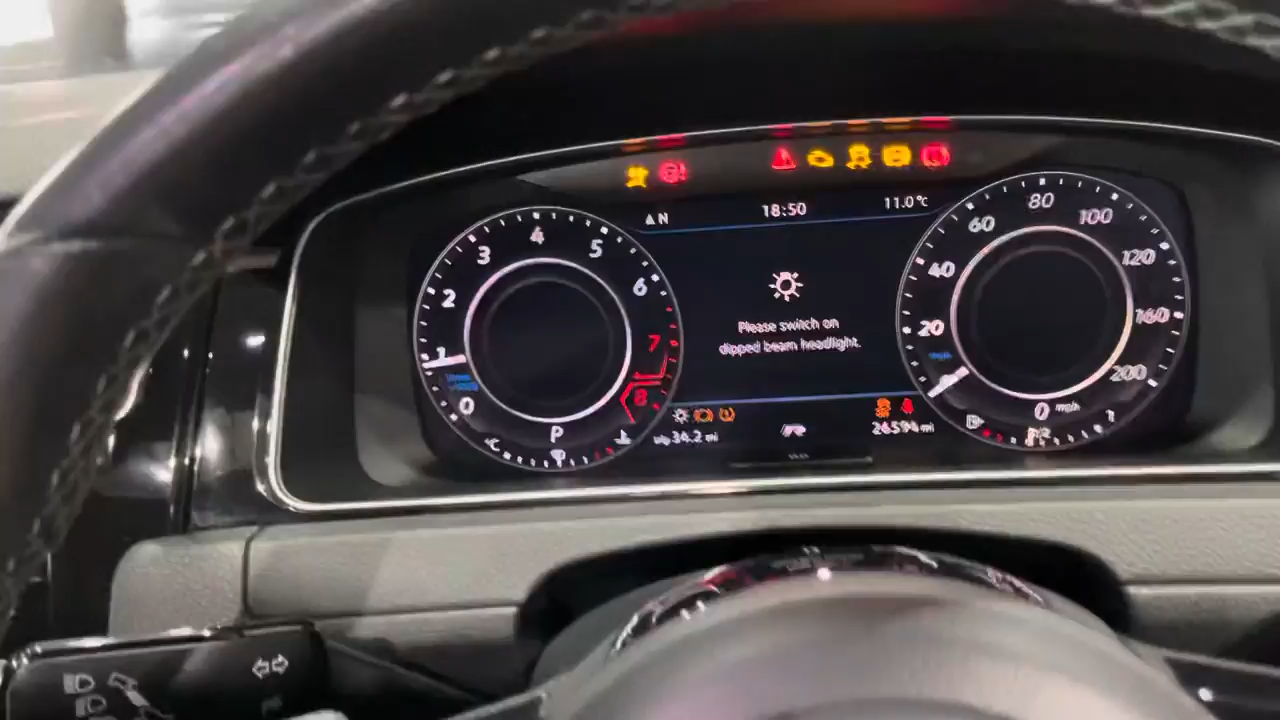 N
18:50
11.0°C
Please switch on
dipped beam headlight.
34.2 mi
26594 mi
0
1
2
3
4
5
6
7
8
P
20
40
60
80
100
120
160
200
0 mph